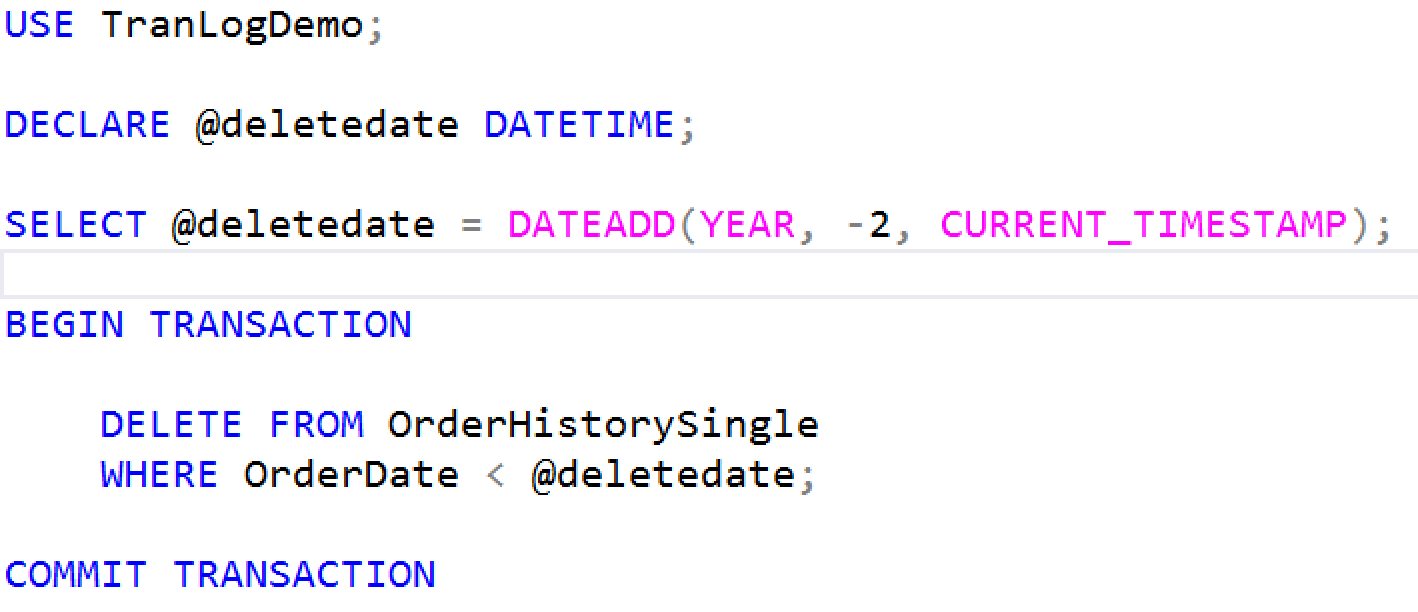 USE TranLogDemo;
DECLARE @deletedate DATETIME;
SELECT @deletedate = DATEADD(YEAR, -2, CURRENT_TIMESTAMP);
BEGIN TRANSACTION
DELETE FROM OrderHistorySingle
WHERE OrderDate < @deletedate;
COMMIT TRANSACTION